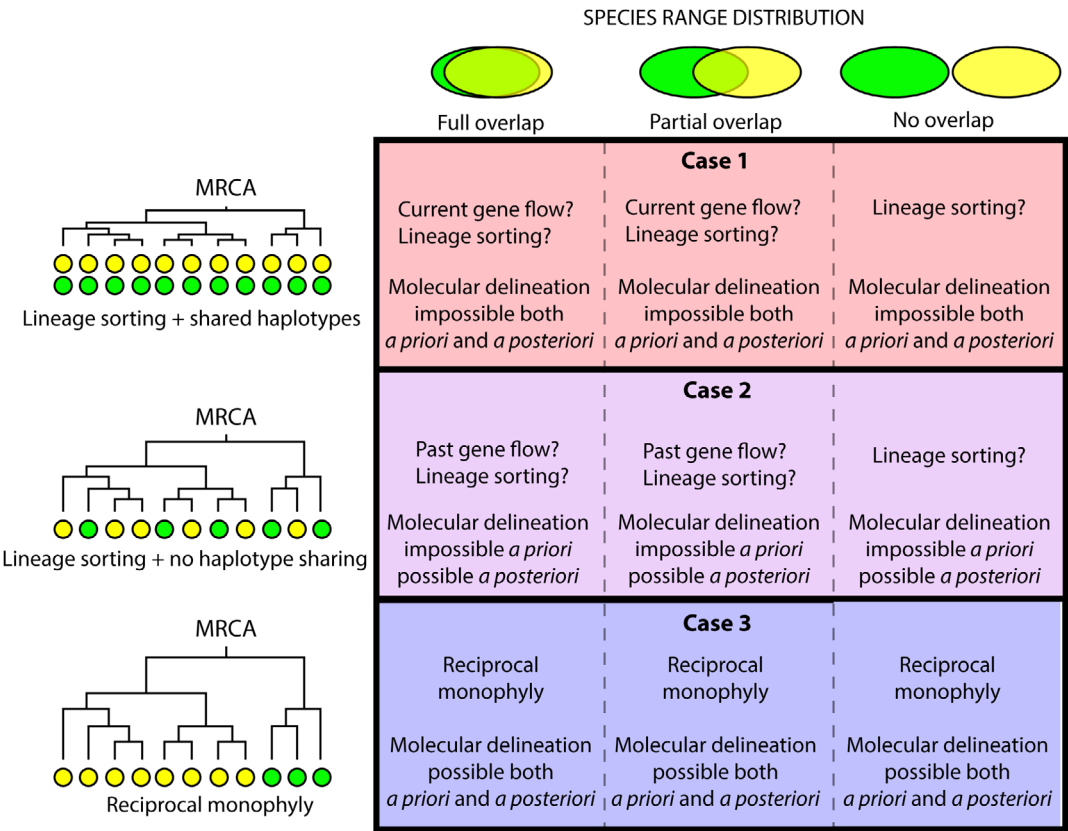 SPECIES RANGE DISTRIBUTION
Full overlap
Partial overlap
No overlap
MRCA
Lineage sorting + shared haplotypes
Case 1
Current gene flow?
Lineage sorting?
Molecular delineation
impossible both
a priori and a posteriori
Current gene flow?
Lineage sorting?
Molecular delineation
impossible both
a priori and a posteriori
Lineage sorting?
Molecular delineation
impossible both
a priori and a posteriori
MRCA
Lineage sorting + no haplotype sharing
Case 2
Past gene flow?
Lineage sorting?
Molecular delineation
impossible a priori
possible a posteriori
Past gene flow?
Lineage sorting?
Molecular delineation
impossible a priori
possible a posteriori
Lineage sorting?
Molecular delineation
impossible a priori
possible a posteriori
MRCA
Reciprocal monophyly
Case 3
Reciprocal
monophyly
Molecular delineation
possible both
a priori and a posteriori
Reciprocal
monophyly
Molecular delineation
possible both
a priori and a posteriori
Reciprocal
monophyly
Molecular delineation
possible both
a priori and a posteriori